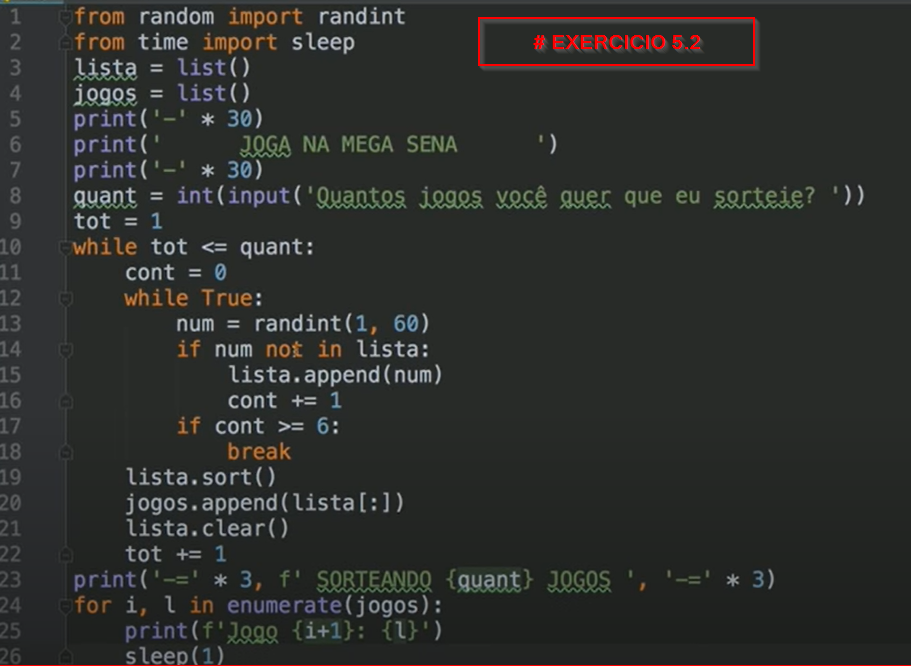 # EXERCICIO 5.2
1 from random import randint
2 from time import sleep
3 lista = list()
4 jogos = list()
5 print('-' * 30)
6 print('      JOGA NA MEGA SENA      ')
7 print('-' * 30)
8 quant = int(input('Quantos jogos você quer que eu sorteie? '))
9 tot = 1
10 while tot <= quant:
11     cont = 0
12     while True:
13         num = randint(1, 60)
14         if num not in lista:
15             lista.append(num)
16             cont += 1
17         if cont >= 6:
18             break
19     lista.sort()
20     jogos.append(lista[:])
21     lista.clear()
22     tot += 1
23 print('-=' * 3, f' SORTEANDO {quant} JOGOS ', '-=' * 3)
24 for i, l in enumerate(jogos):
25     print(f'Jogo {i+1}: {l}')
26     sleep(1)